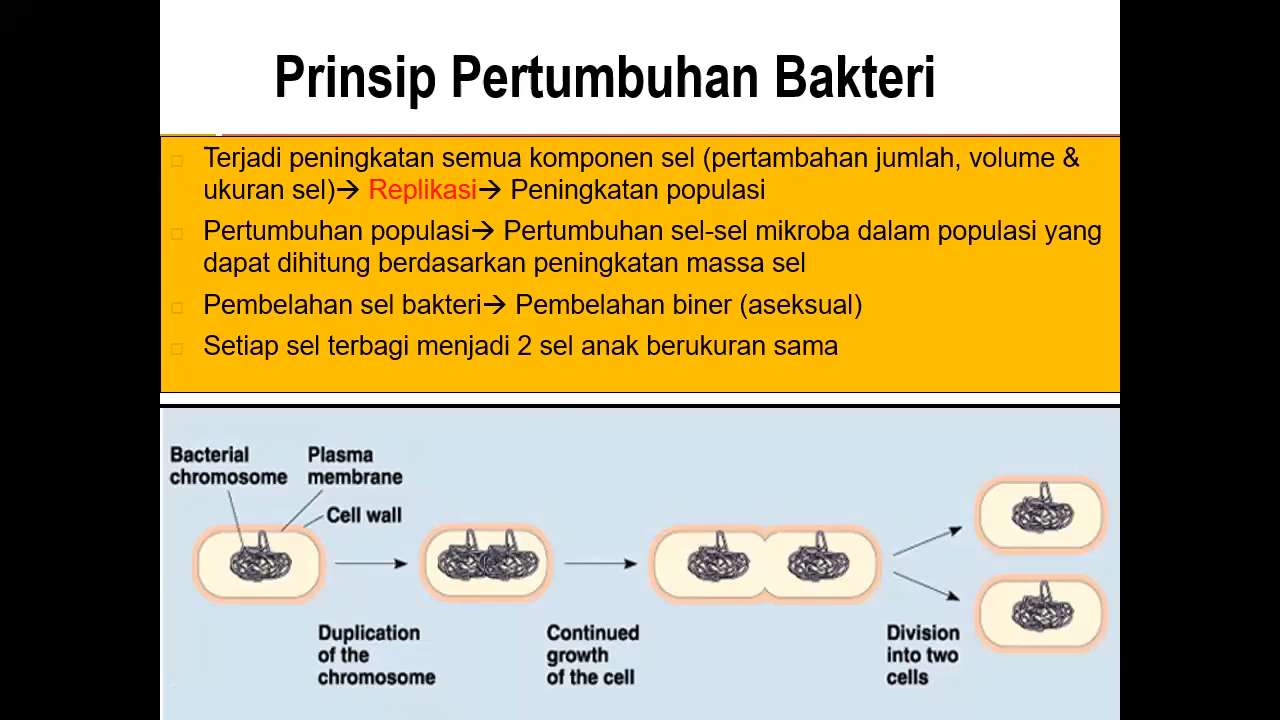 Prinsip Pertumbuhan Bakteri
Terjadi peningkatan semua komponen sel (pertambahan jumlah, volume &
ukuran sel)→ Replikasi→ Peningkatan populasi
Pertumbuhan populasi→ Pertumbuhan sel-sel mikroba dalam populasi yang
dapat dihitung berdasarkan peningkatan massa sel
Pembelahan sel bakteri→ Pembelahan biner (aseksual)
Setiap sel terbagi menjadi 2 sel anak berukuran sama
Bacterial
chromosome
Plasma
membrane
Cell wall
Duplication
of the
chromosome
Continued
growth
of the cell
Division
into two
cells